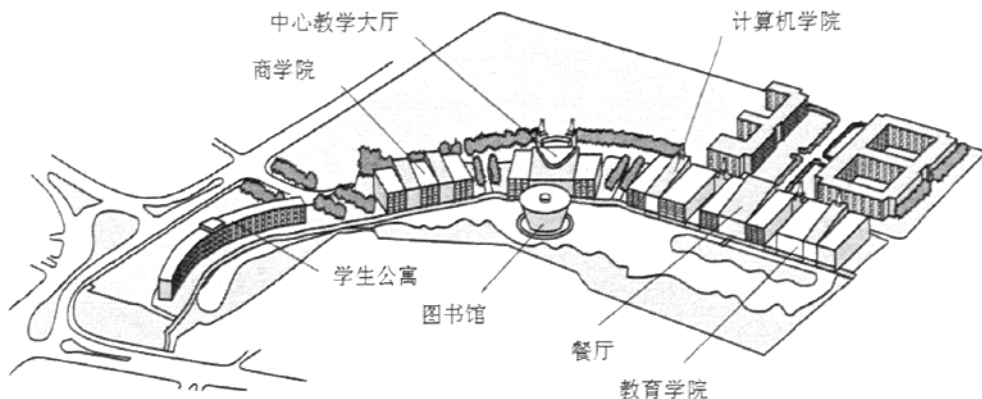 中心教学大厅
计算机学院
商学院
学生公寓
图书馆
餐厅
教育学院